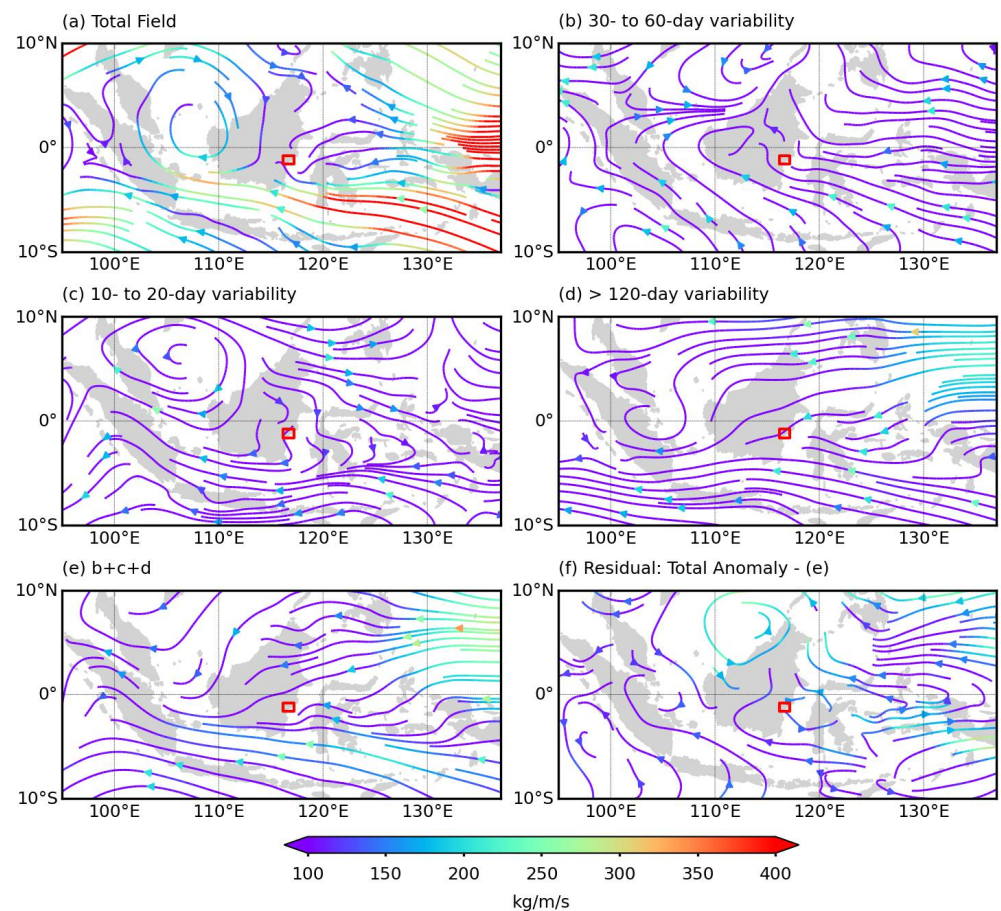 (a) Total Field
(b) 30- to 60-day variability
10°N
0°
10°S
100°E 110°E 120°E 130°E
10°N
0°
10°S
100°E 110°E 120°E 130°E
(c) 10- to 20-day variability
(d) > 120-day variability
10°N
0°
10°S
100°E 110°E 120°E 130°E
10°N
0°
10°S
100°E 110°E 120°E 130°E
(e) b+c+d
(f) Residual: Total Anomaly - (e)
10°N
0°
10°S
100°E 110°E 120°E 130°E
10°N
0°
10°S
100°E 110°E 120°E 130°E
100 150 200 250 300 350 400
kg/m/s